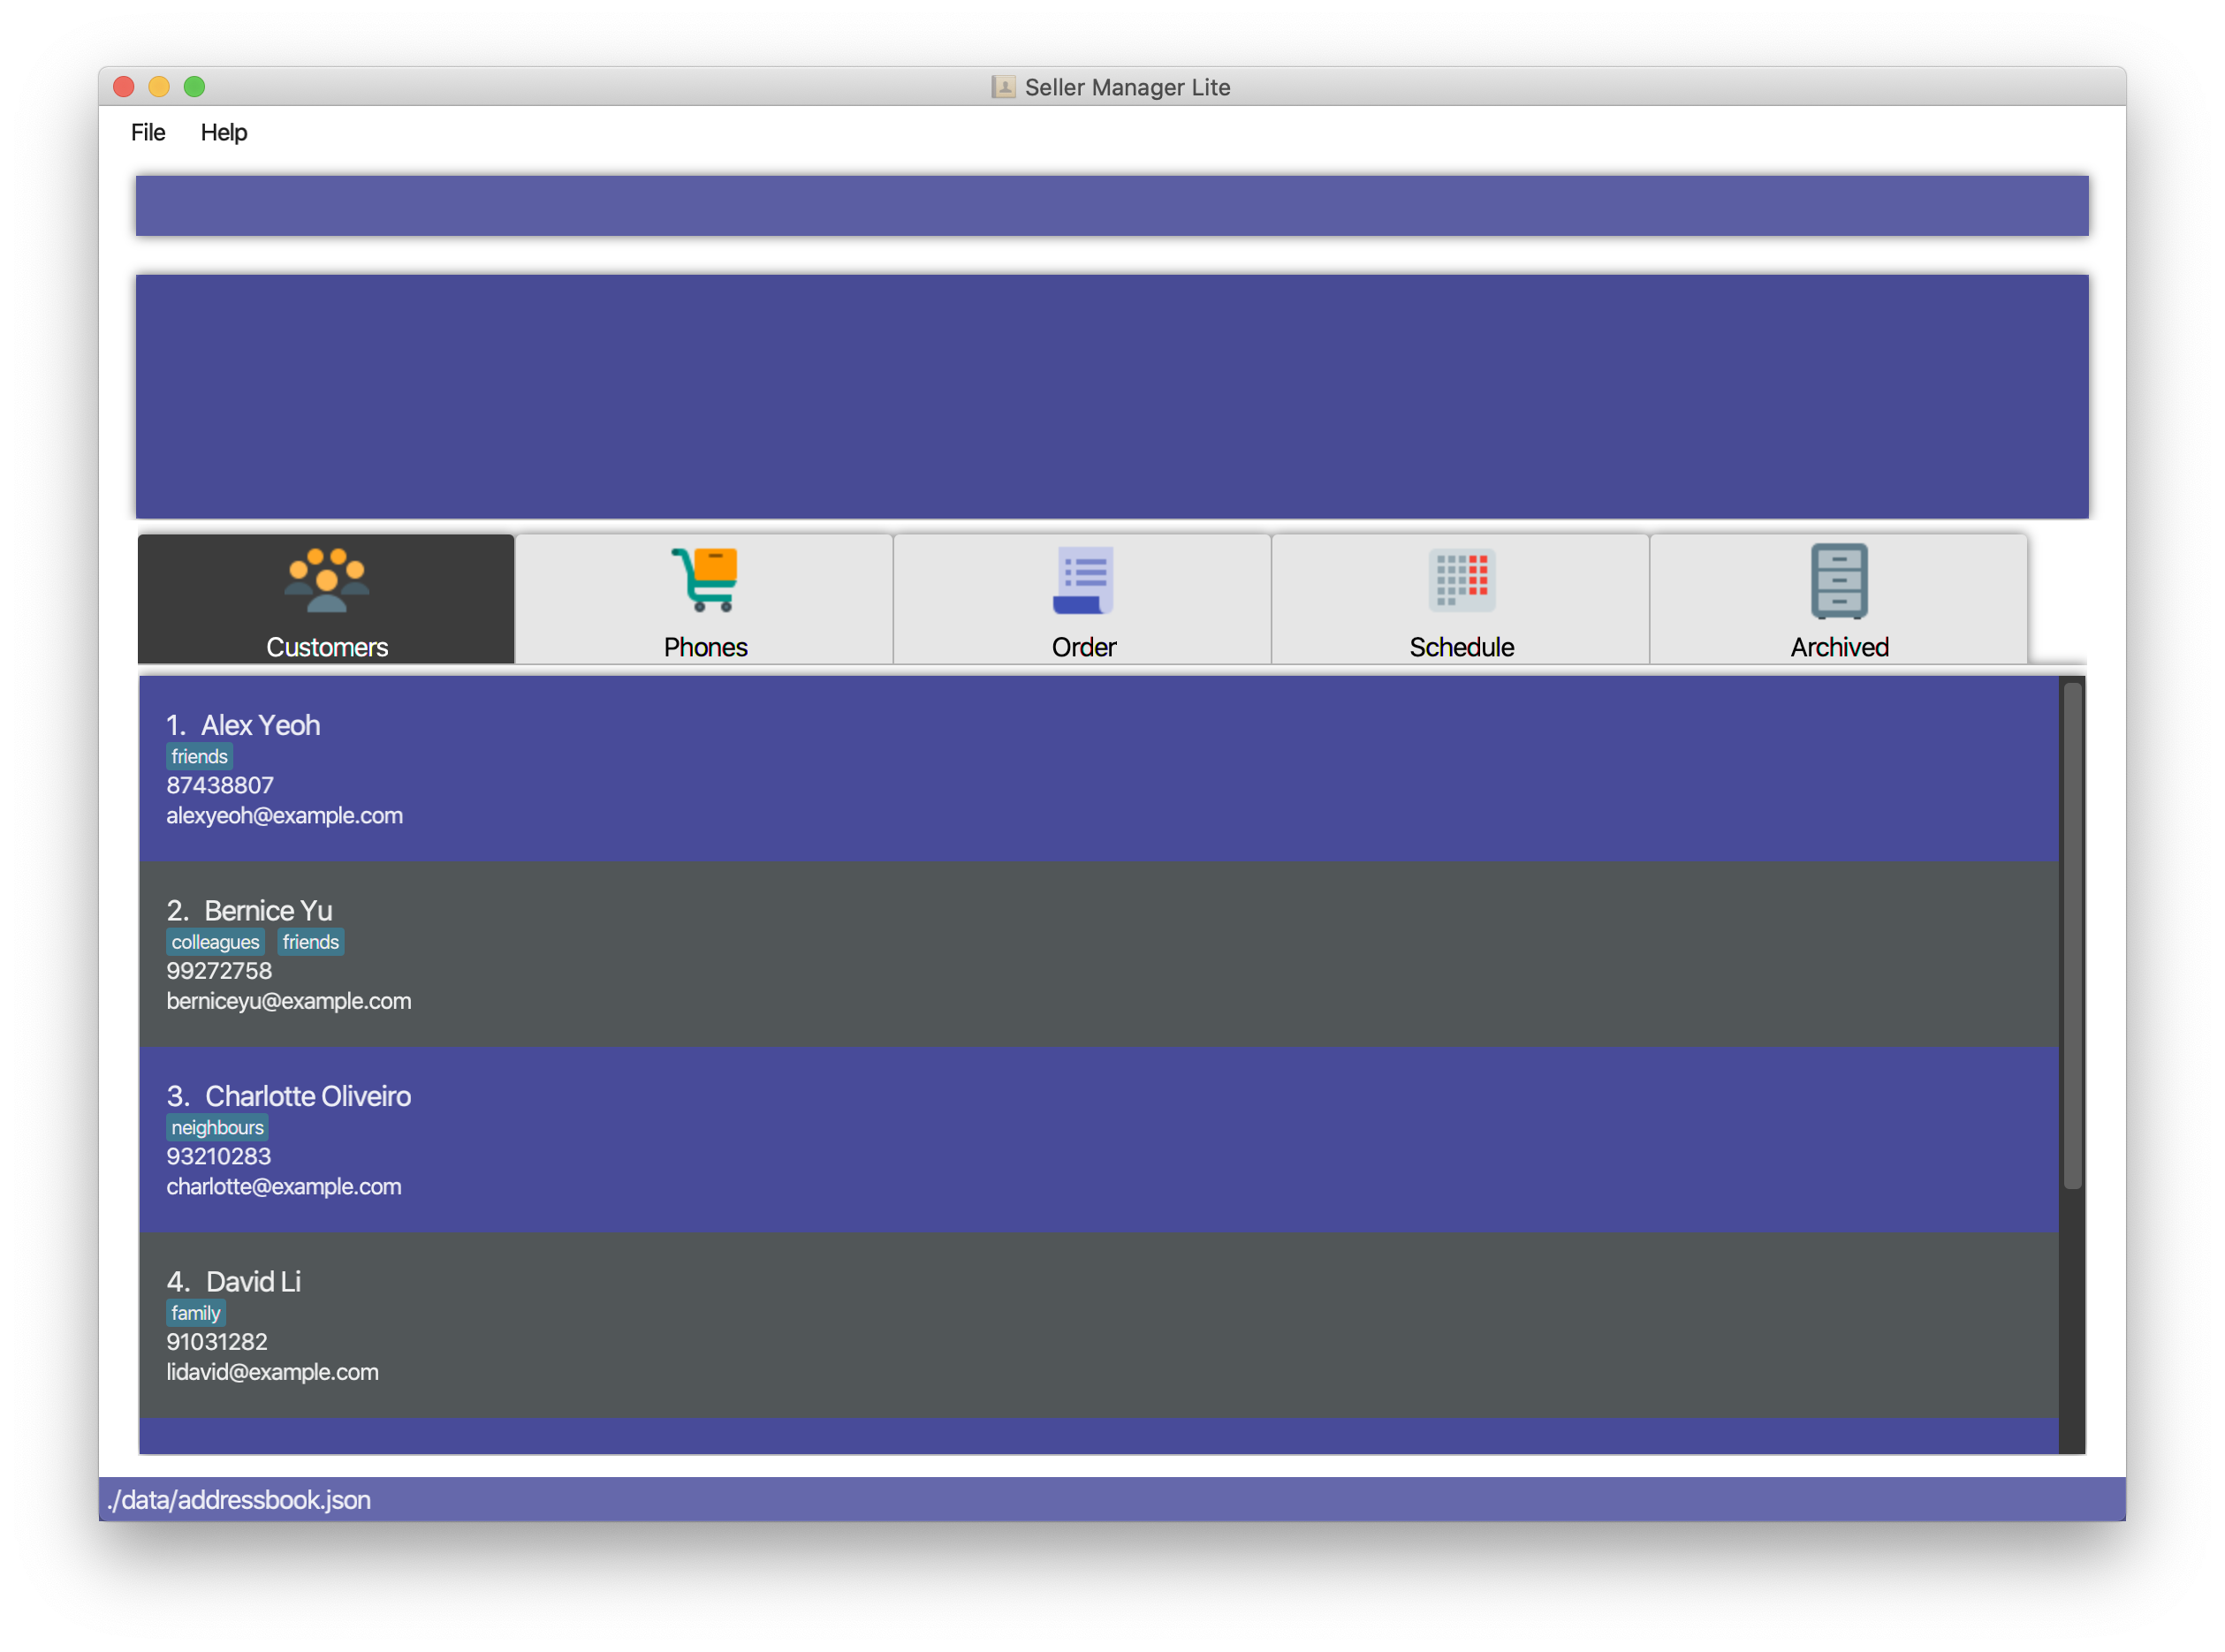 Seller Manager Lite
File Help
Customers Phones Order Schedule Archived
1. Alex Yeoh
friends
87438807
alexyeoh@example.com
2. Bernice Yu
colleagues friends
99272758
berniceyu@example.com
3. Charlotte Oliveiro
neighbours
93210283
charlotte@example.com
4. David Li
family
91031282
lidavid@example.com
./data/addressbook.json